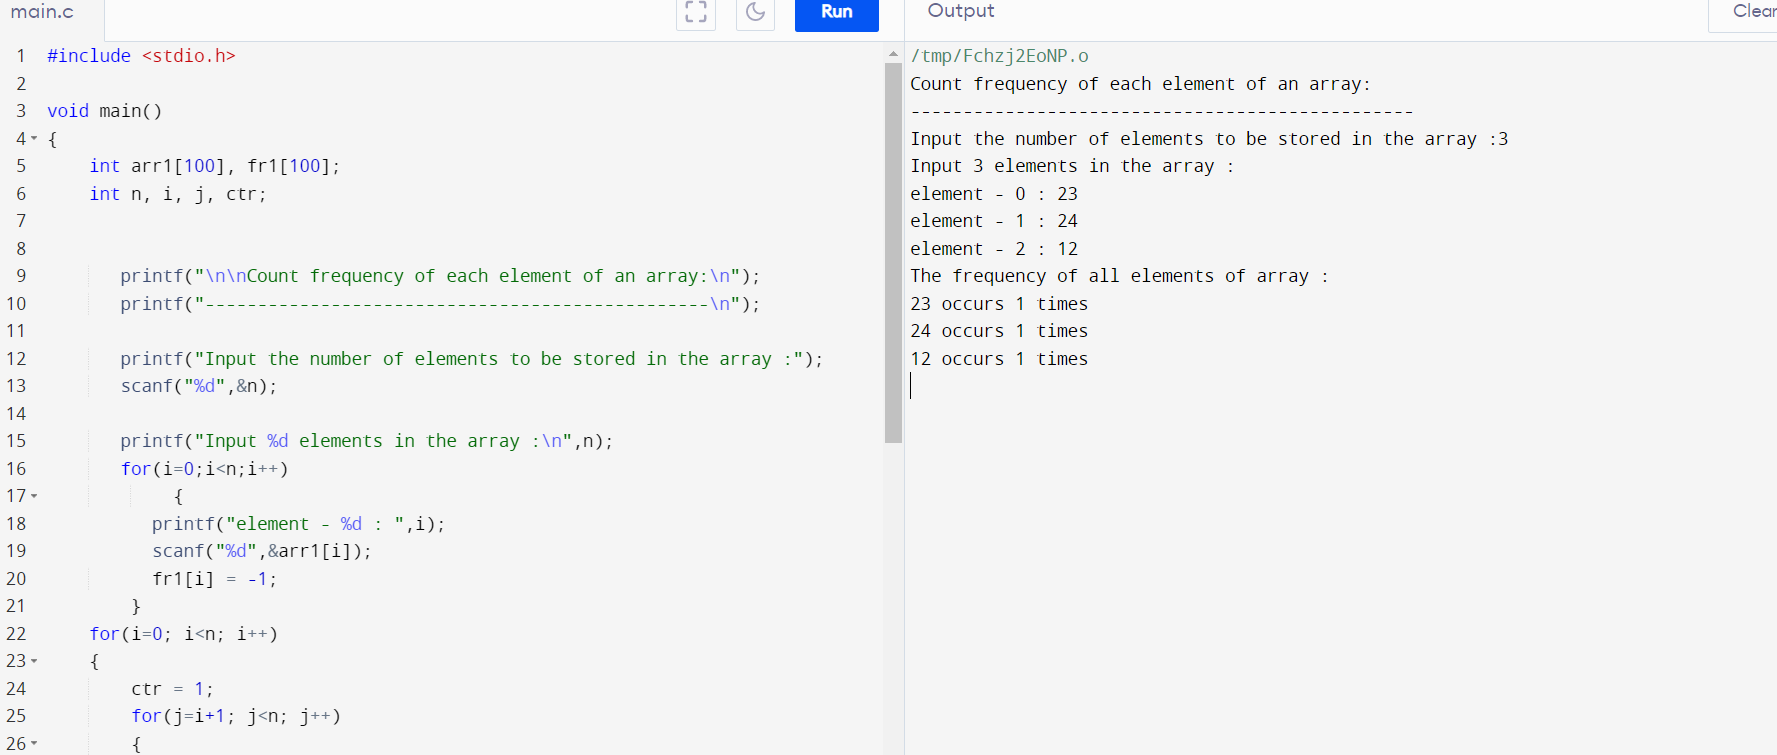 main.c
Run
1 #include <stdio.h>
2
3 void main()
4 {
5     int arr1[100], fr1[100];
6     int n, i, j, ctr;
7
8
9        printf("\n\nCount frequency of each element of an array:\n");
10        printf("------------------------------------------------\n");
11
12        printf("Input the number of elements to be stored in the array :");
13        scanf("%d",&n);
14
15        printf("Input %d elements in the array :\n",n);
16        for(i=0;i<n;i++)
17             {
18           printf("element - %d : ",i);
19           scanf("%d",&arr1[i]);
20           fr1[i] = -1;
21         }
22     for(i=0; i<n; i++)
23     {
24         ctr = 1;
25         for(j=i+1; j<n; j++)
26         {
Output
/tmp/Fchzj2EoNP.o
Count frequency of each element of an array:
------------------------------------------------
Input the number of elements to be stored in the array :3
Input 3 elements in the array :
element - 0 : 23
element - 1 : 24
element - 2 : 12
The frequency of all elements of array :
23 occurs 1 times
24 occurs 1 times
12 occurs 1 times
Clear